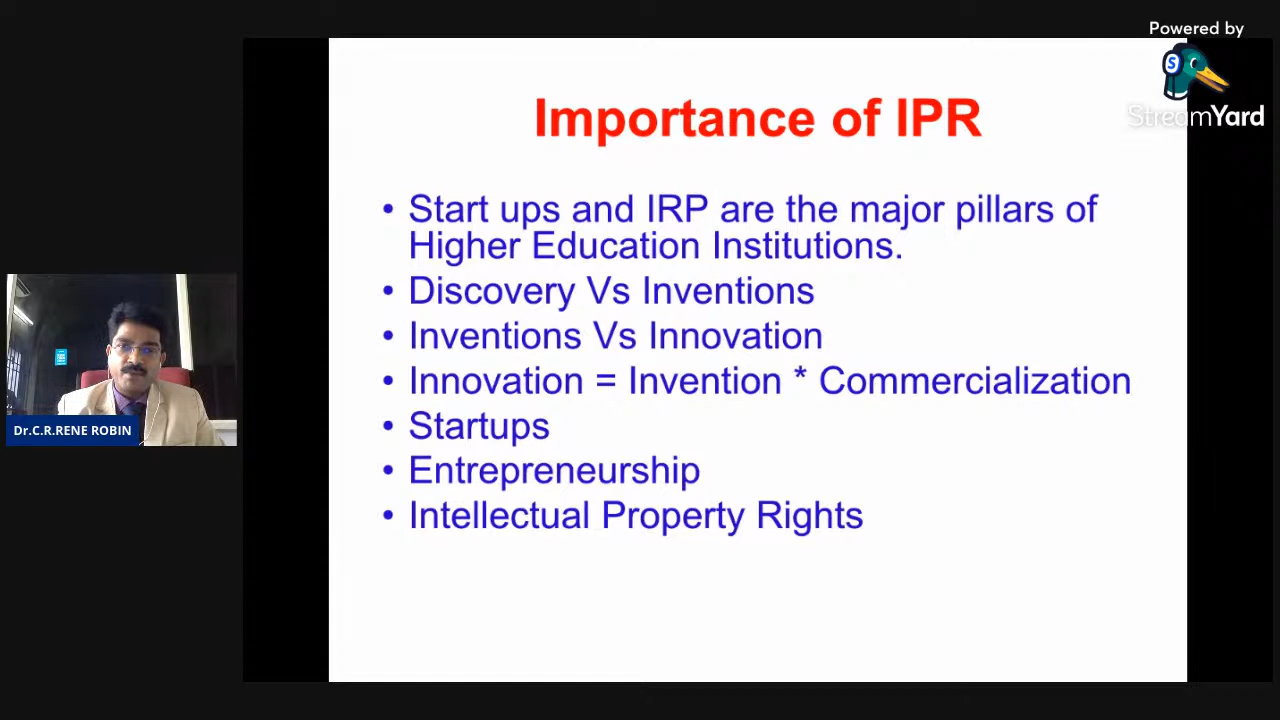 Powered by
S
StreamYard
Importance of IPR
• Start ups and IRP are the major pillars of
Higher Education Institutions.
• Discovery Vs Inventions
• Inventions Vs Innovation
• Innovation = Invention * Commercialization
• Startups
• Entrepreneurship
• Intellectual Property Rights
Dr.C.R.RENE ROBIN